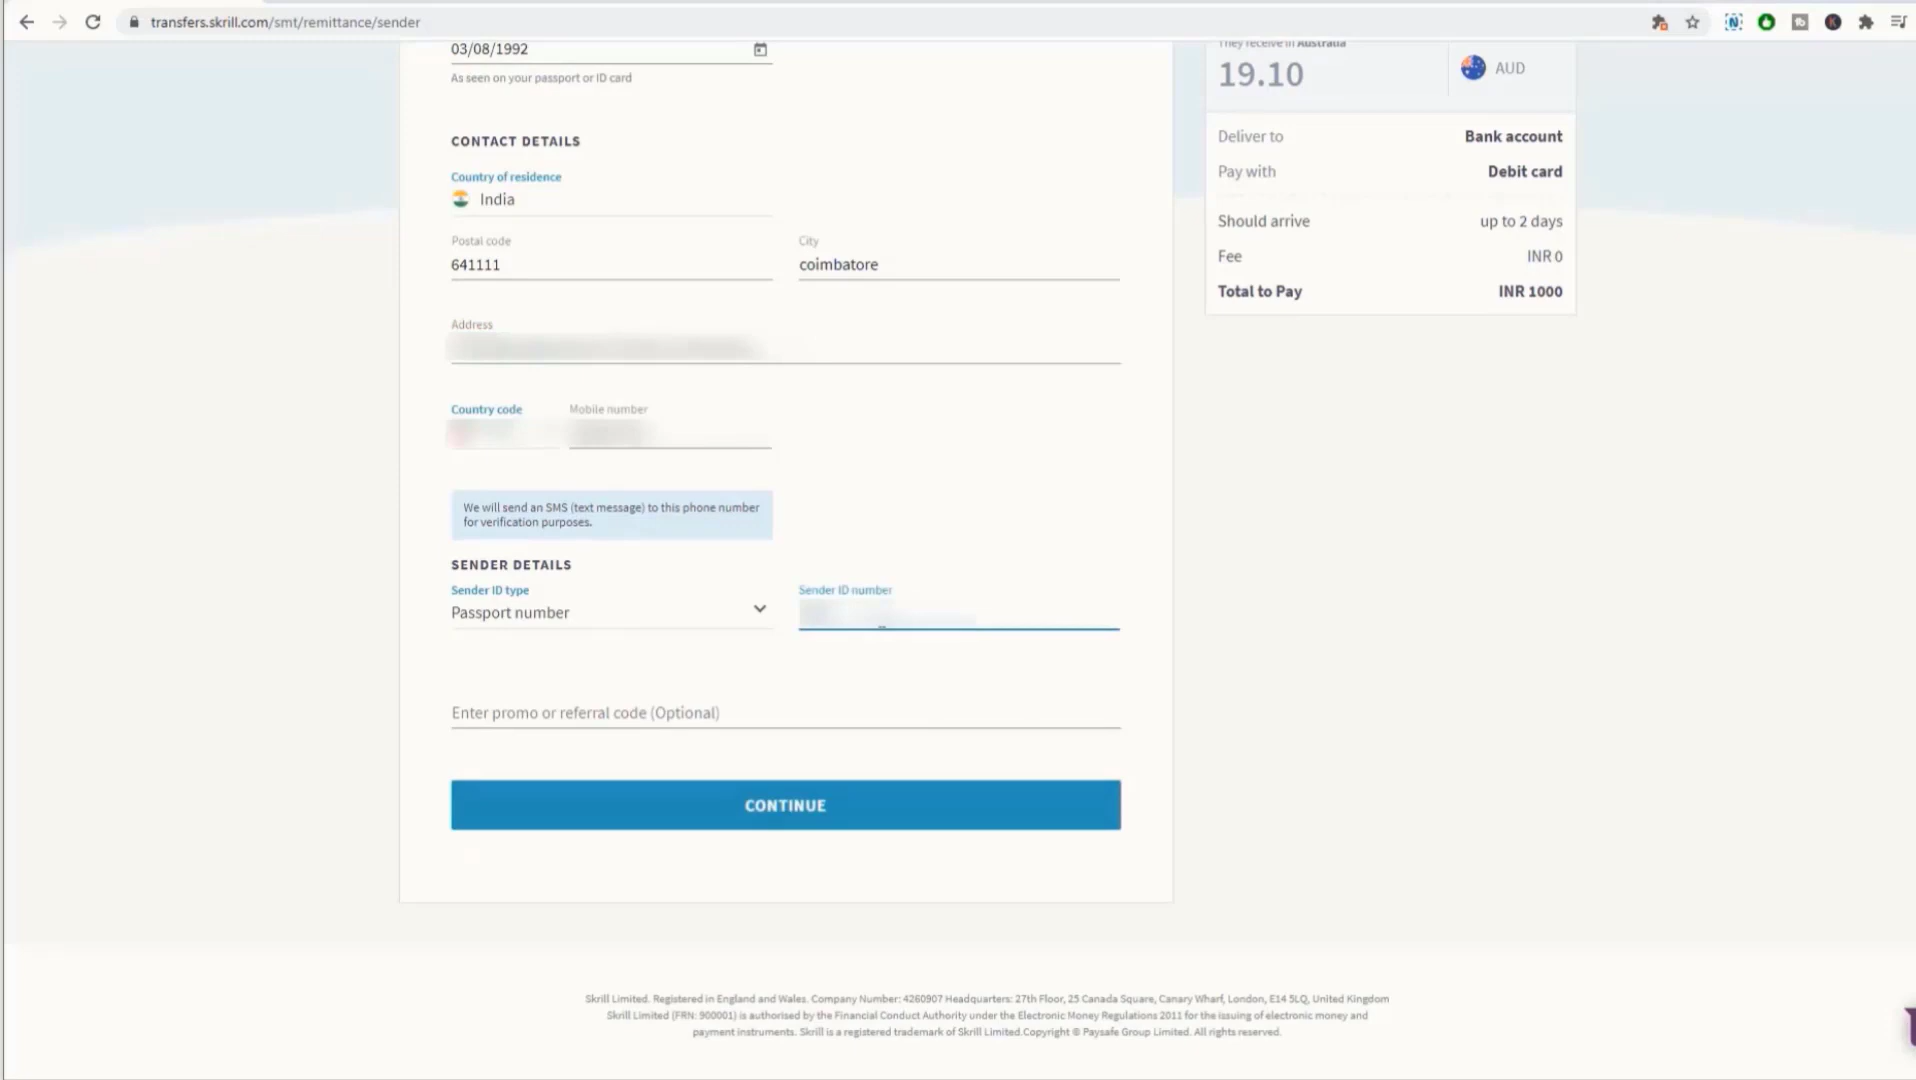 transfers.skrill.com/smt/remittance/sender
03/08/1992
As seen on your passport or ID card
CONTACT DETAILS
Country of residence
India
Postal code
City
641111
coimbatore
Address
Country code
Mobile number
We will send an SMS (text message) to this phone number
for verification purposes.
SENDER DETAILS
Sender ID type
Sender ID number
Passport number
Enter promo or referral code (Optional)
CONTINUE
They receive in Australia
19.10
AUD
Deliver to
Bank account
Pay with
Debit card
Should arrive
up to 2 days
Fee
INR 0
Total to Pay
INR 1000
Skrill Limited. Registered in England and Wales. Company Number: 4260907 Headquarters: 27th Floor, 25 Canada Square, Canary Wharf, London, E14 5LQ, United Kingdom
Skrill Limited (FRN: 900001) is authorised by the Financial Conduct Authority under the Electronic Money Regulations 2011 for the issuing of electronic money and
payment instruments. Skrill is a registered trademark of Skrill Limited.Copyright © Paysafe Group Limited. All rights reserved.